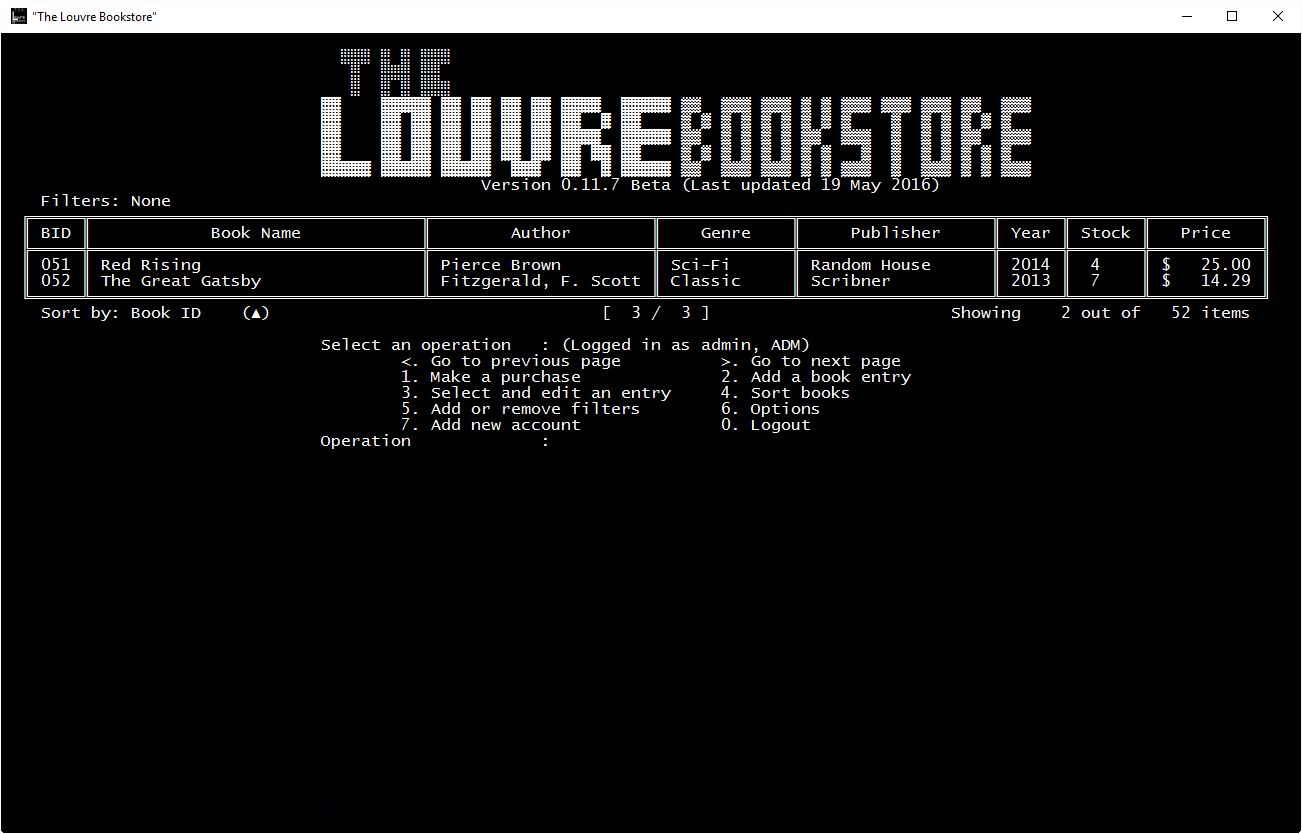 "The Louvre Bookstore"
THE
LOUVRE BOOKSTORE
Version 0.11.7 Beta (Last updated 19 May 2016)
Filters: None
BID Book Name Author Genre Publisher Year Stock Price
051 Red Rising Pierce Brown Sci-Fi Random House 2014 4 $ 25.00
052 The Great Gatsby Fitzgerald, F. Scott Classic Scribner 2013 7 $ 14.29
Sort by: Book ID (▲) [ 3 / 3 ] Showing 2 out of 52 items
Select an operation : (Logged in as admin, ADM)
<. Go to previous page >. Go to next page
1. Make a purchase 2. Add a book entry
3. Select and edit an entry 4. Sort books
5. Add or remove filters 6. Options
7. Add new account 0. Logout
Operation :